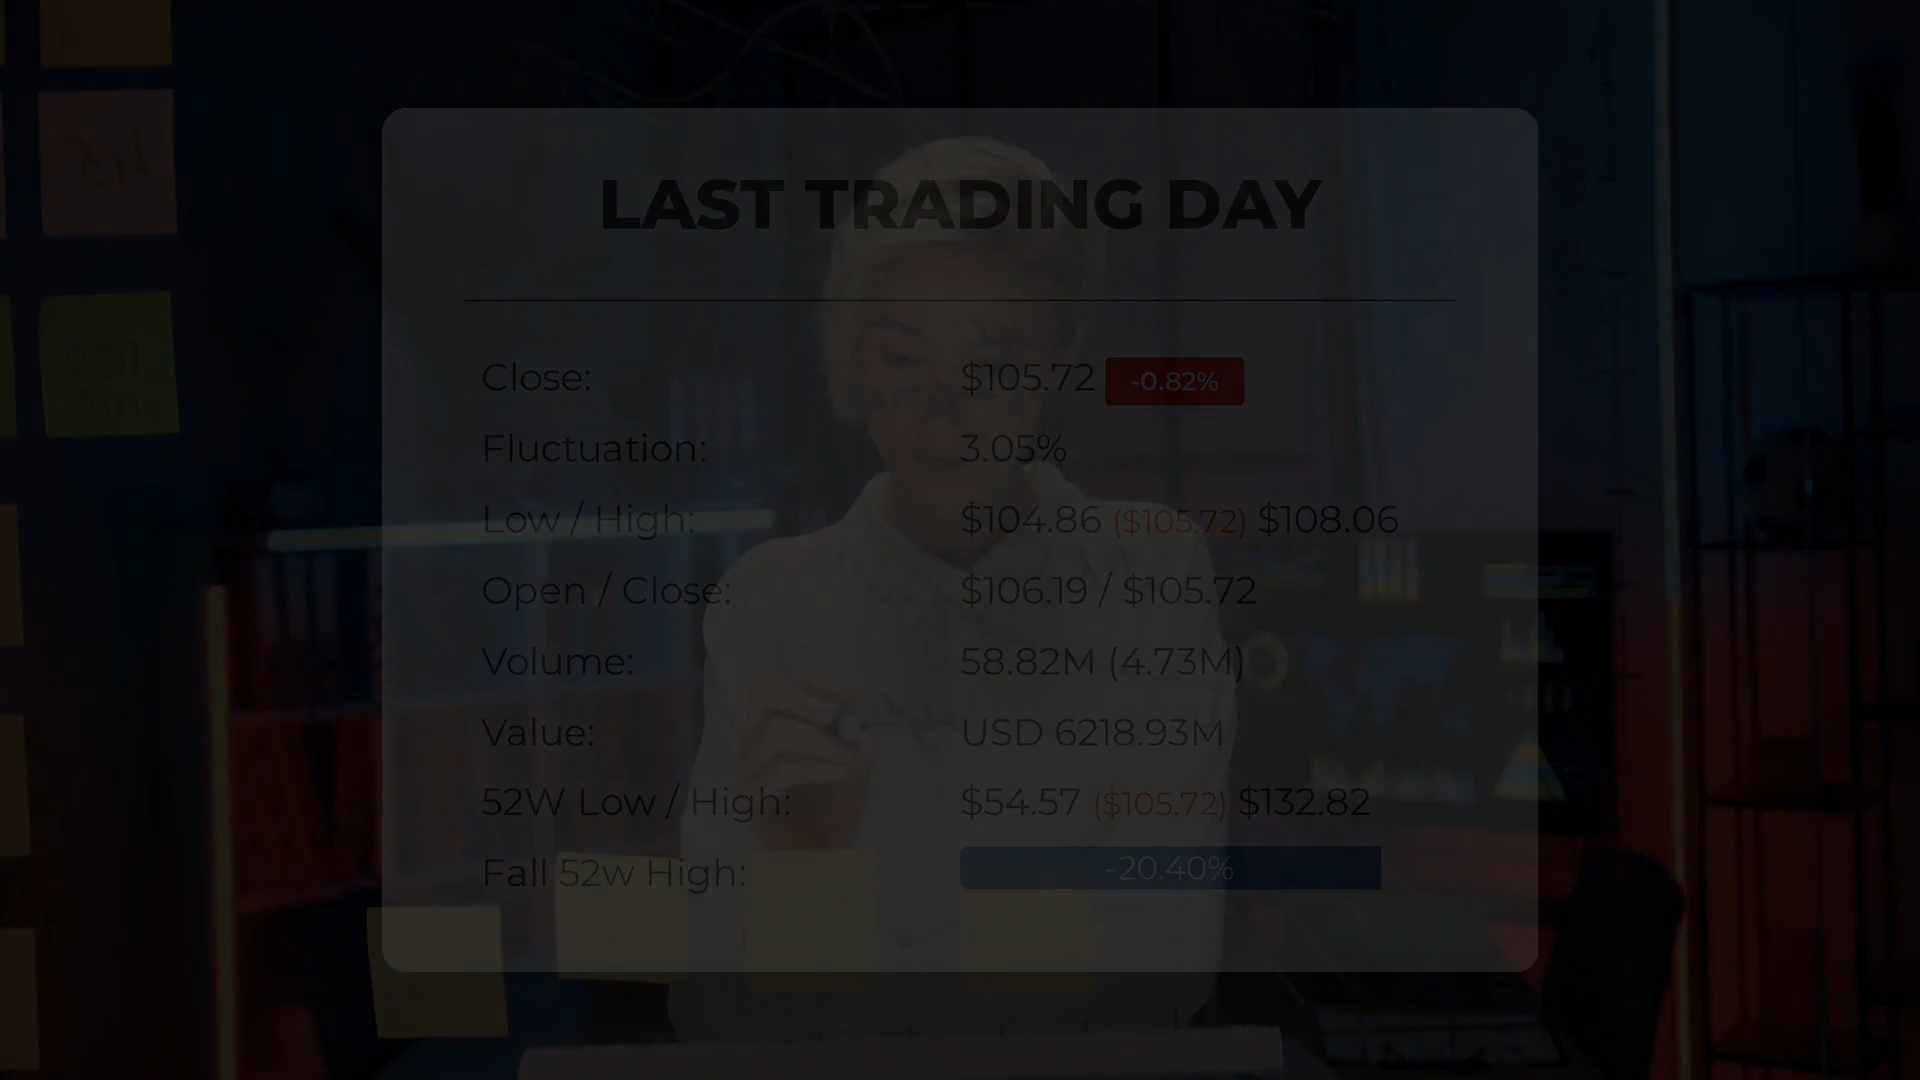 LAST TRADING DAY
Close: $105.72 -0.82%
Fluctuation: 3.05%
Low / High: $104.86 ($105.72) $108.06
Open / Close: $106.19 / $105.72
Volume: 58.82M (4.73M)
Value: USD 6218.93M
52W Low / High: $54.57 ($105.72) $132.82
Fall 52w High: -20.40%